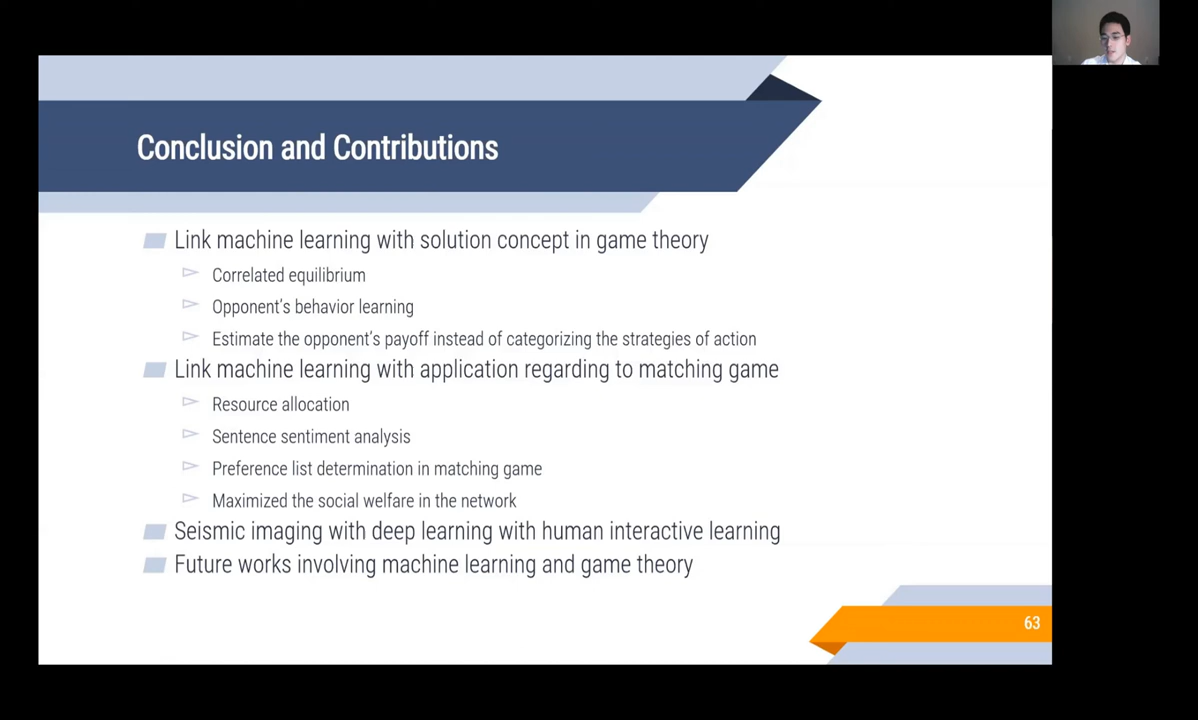 Conclusion and Contributions
Link machine learning with solution concept in game theory
Correlated equilibrium
Opponent's behavior learning
Estimate the opponent's payoff instead of categorizing the strategies of action
Link machine learning with application regarding to matching game
Resource allocation
Sentence sentiment analysis
Preference list determination in matching game
Maximized the social welfare in the network
Seismic imaging with deep learning with human interactive learning
Future works involving machine learning and game theory
63